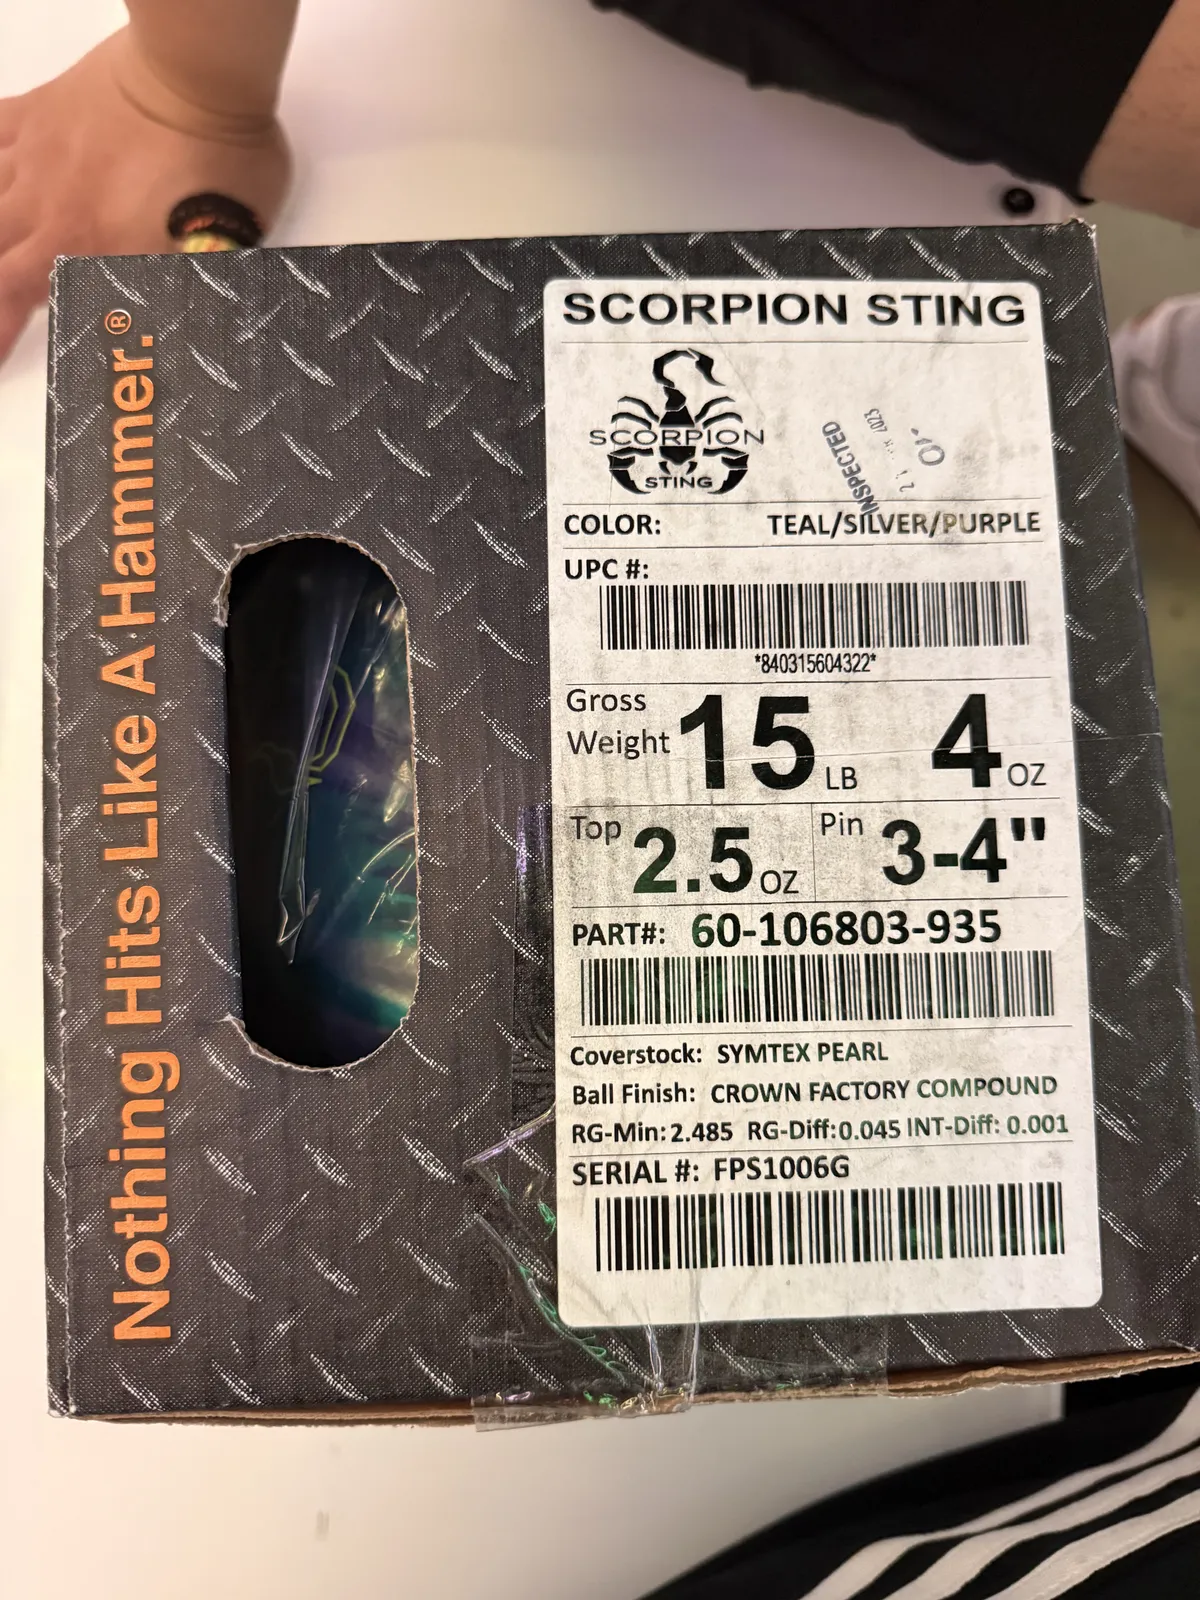 Nothing Hits Like A Hammer.®
SCORPION STING
SCORPION
STING
INSPECTED
COLOR: TEAL/SILVER/PURPLE
UPC #:
*840315604322*
Gross Weight 15 LB 4 OZ
Top 2.5 OZ Pin 3-4"
PART#: 60-106803-935
Coverstock: SYMTEX PEARL
Ball Finish: CROWN FACTORY COMPOUND
RG-Min: 2.485 RG-Diff:0.045 INT-Diff: 0.001
SERIAL #: FPS1006G